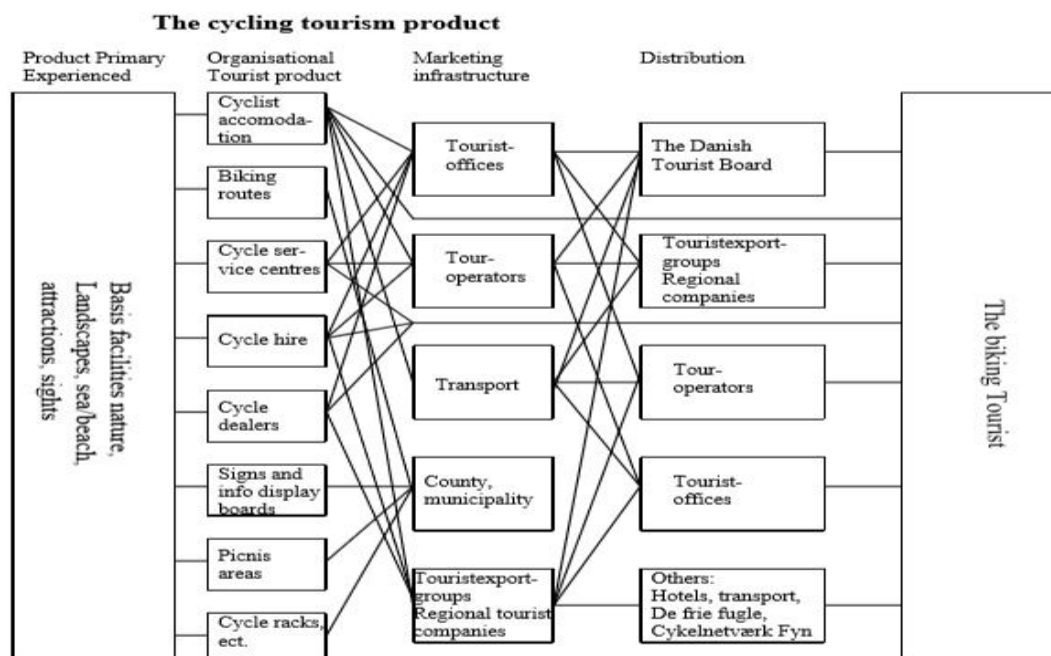 The cycling tourism product
Product Primary
Experienced
Organisational
Tourist product
Marketing
infrastructure
Distribution
Basis facilities nature,
Landscapes, sea/beach,
attractions, sights
Cyclist
accomoda-
tation
Biking
routes
Cycle ser-
vice centres
Cycle hire
Cycle
dealers
Signs and
info display
boards
Picnis
areas
Cycle racks,
ect.
Tourist-
offices
Tour-
operators
Transport
County,
municipality
Touristexport-
groups
Regional tourist
companies
The Danish
Tourist Board
Touristexport-
groups
Regional
companies
Tour-
operators
Tourist-
offices
Others:
Hotels, transport,
De frie fugle,
Cykelnetværk Fyn
The biking Tourist